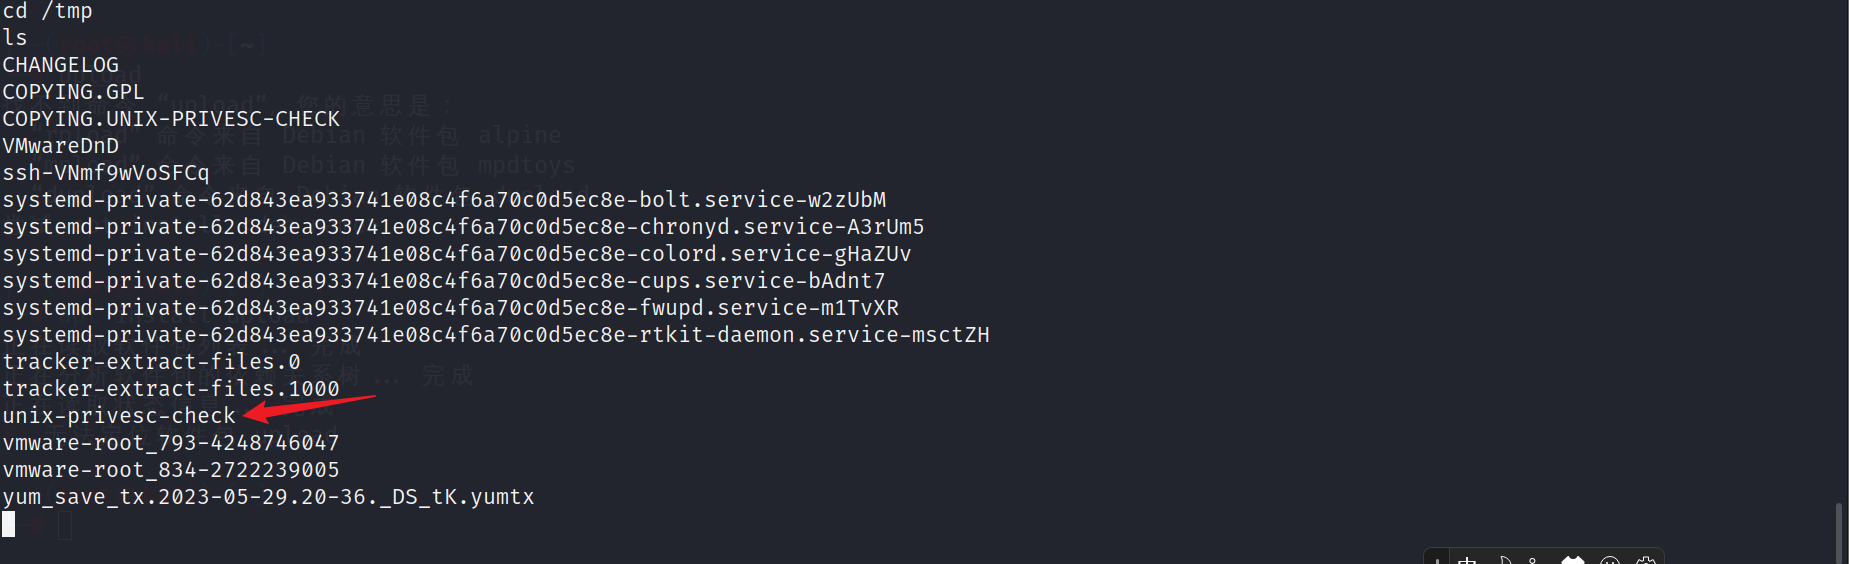 cd /tmp
ls
CHANGELOG
COPYING.GPL
COPYING.UNIX-PRIVESC-CHECK
VMwareDnD
ssh-VNmf9wVoSFCq
systemd-private-62d843ea933741e08c4f6a70c0d5ec8e-bolt.service-w2zUbM
systemd-private-62d843ea933741e08c4f6a70c0d5ec8e-chronyd.service-A3rUm5
systemd-private-62d843ea933741e08c4f6a70c0d5ec8e-colord.service-gHaZUv
systemd-private-62d843ea933741e08c4f6a70c0d5ec8e-cups.service-bAdnt7
systemd-private-62d843ea933741e08c4f6a70c0d5ec8e-fwupd.service-m1TvXR
systemd-private-62d843ea933741e08c4f6a70c0d5ec8e-rtkit-daemon.service-msctZH
tracker-extract-files.0
tracker-extract-files.1000
unix-privesc-check
vmware-root_793-4248746047
vmware-root_834-2722239005
yum_save_tx.2023-05-29.20-36._DS_tK.yumtx